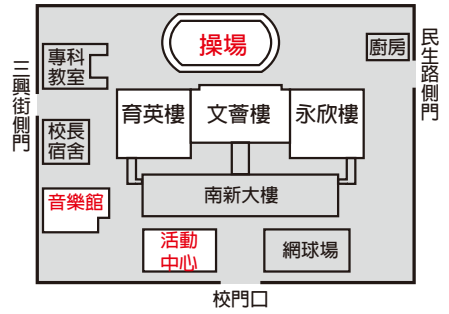 操場
廚房
民生路側門
專科
教室
三興街側門
育英樓
文薈樓
永欣樓
校長
宿舍
音樂館
南新大樓
活動
中心
網球場
校門口